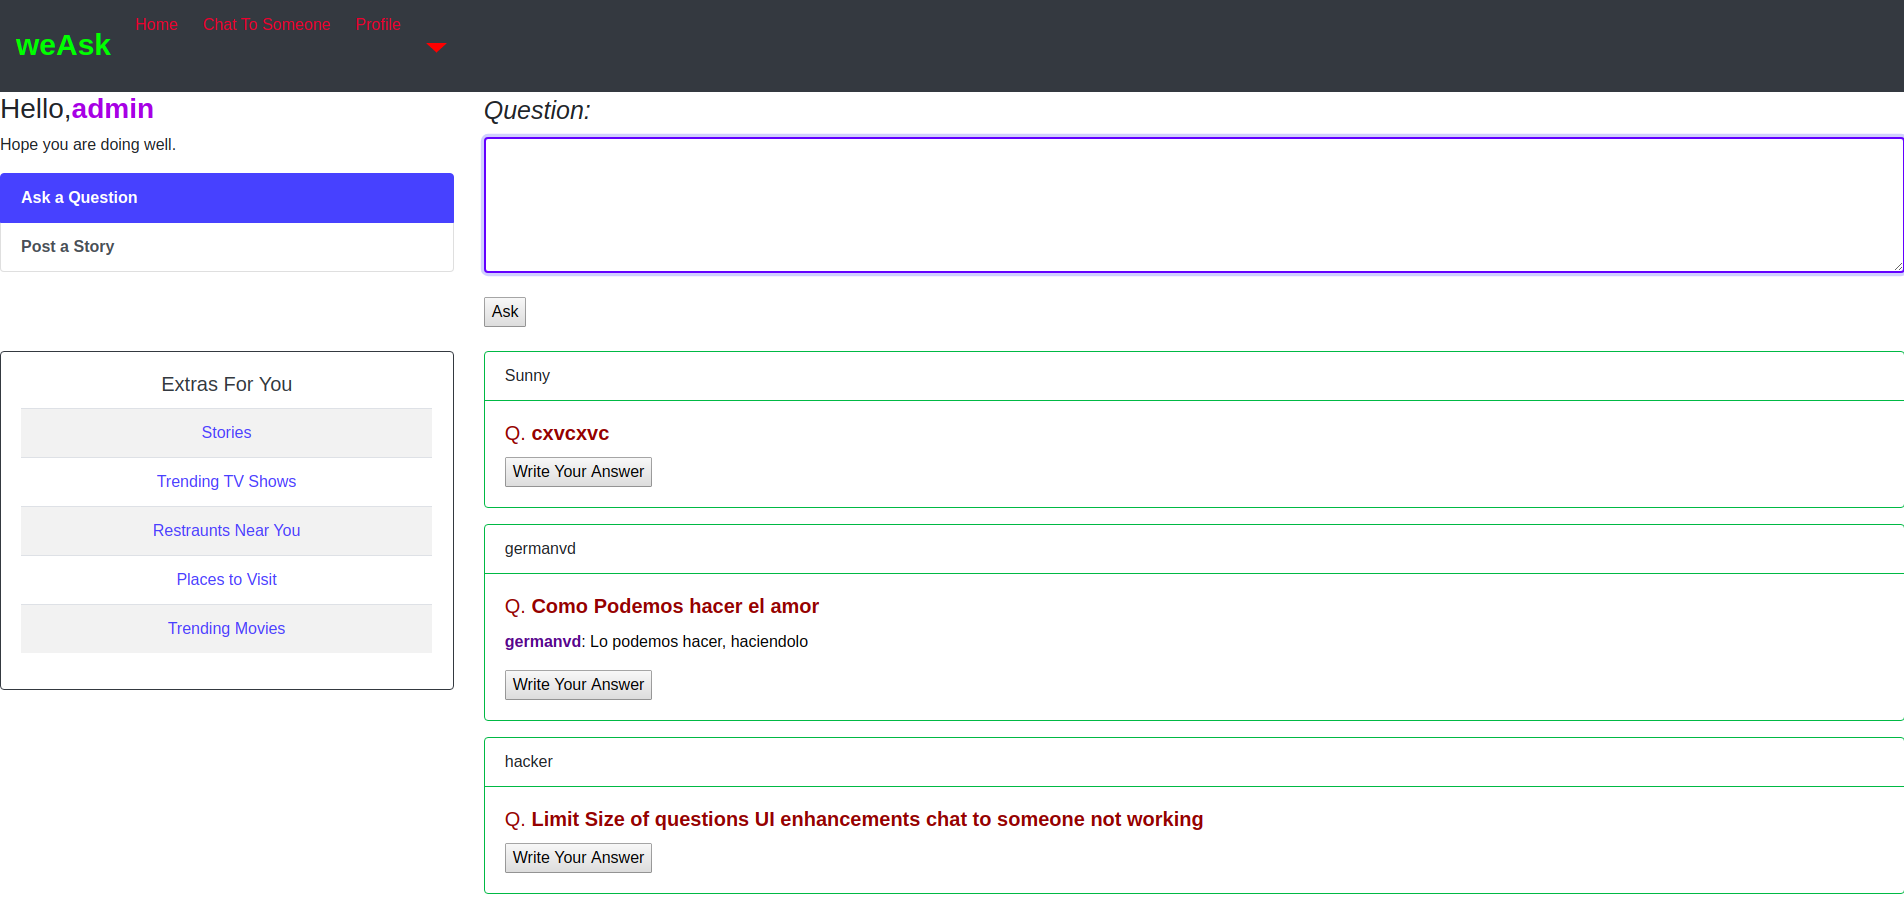 weAsk
Home Chat To Someone Profile
Hello,admin
Hope you are doing well.
Ask a Question
Post a Story
Extras For You
Stories
Trending TV Shows
Restraunts Near You
Places to Visit
Trending Movies
Question:
Ask
Sunny
Q. cxvcxvc
Write Your Answer
germanvd
Q. Como Podemos hacer el amor
germanvd: Lo podemos hacer, haciendolo
Write Your Answer
hacker
Q. Limit Size of questions UI enhancements chat to someone not working
Write Your Answer